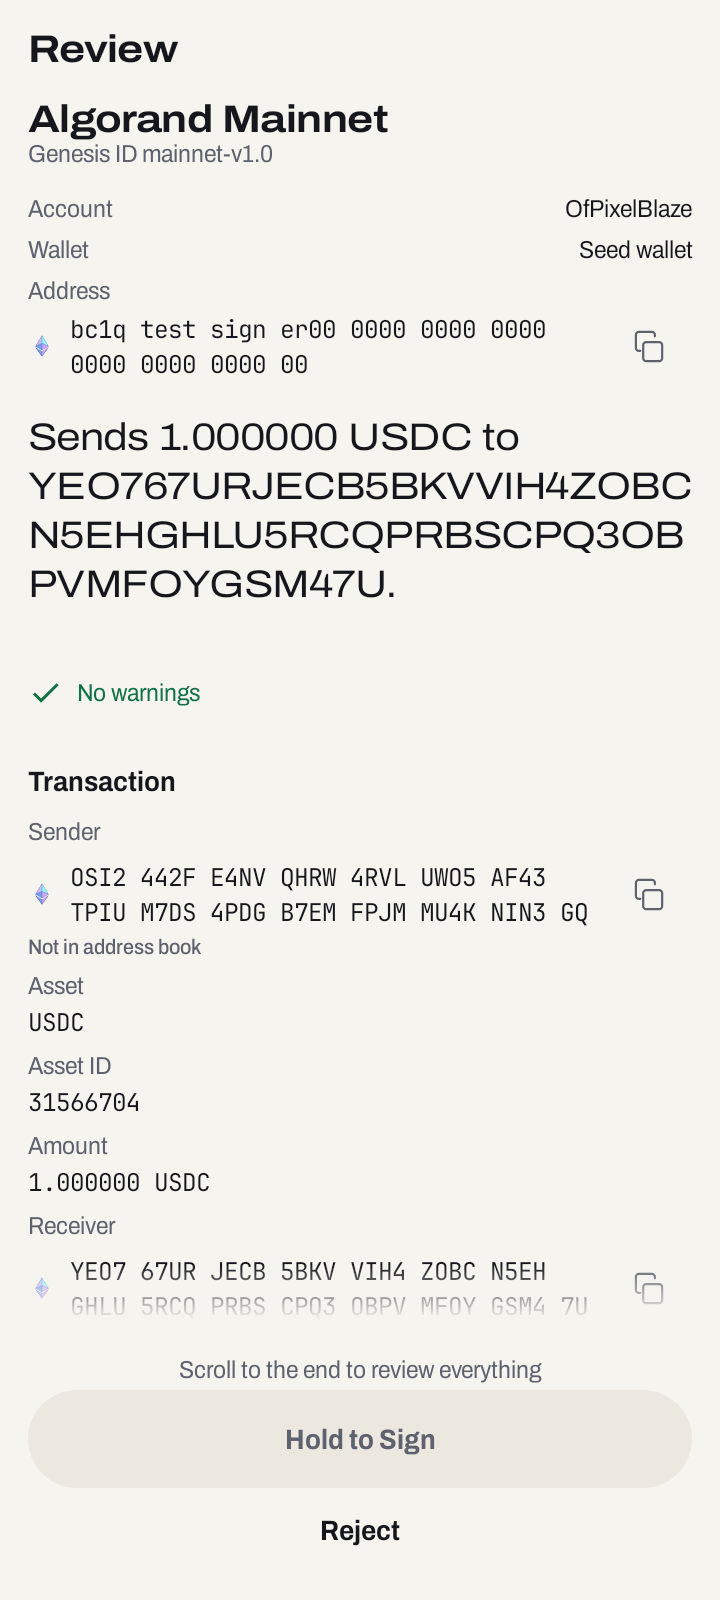 Review
Algorand Mainnet
Genesis ID mainnet-v1.0
Account OfPixelBlaze
Wallet Seed wallet
Address
bc1q test sign er00 0000 0000 0000
0000 0000 0000 00
Sends 1.000000 USDC to
YEO767URJECB5BKVVIH4ZOBC
N5EHGHLU5RCQPRBSCPQ3OB
PVMFOYGSM47U.
No warnings
Transaction
Sender
OSI2 442F E4NV QHRW 4RVL UWO5 AF43
TPIU M7DS 4PDG B7EM FPJM MU4K NIN3 GQ
Not in address book
Asset
USDC
Asset ID
31566704
Amount
1.000000 USDC
Receiver
YEO7 67UR JECB 5BKV VIH4 ZOBC N5EH
GHLU 5RCQ PRBS CPQ3 OBPV MFOY GSM4 7U
Scroll to the end to review everything
Hold to Sign
Reject